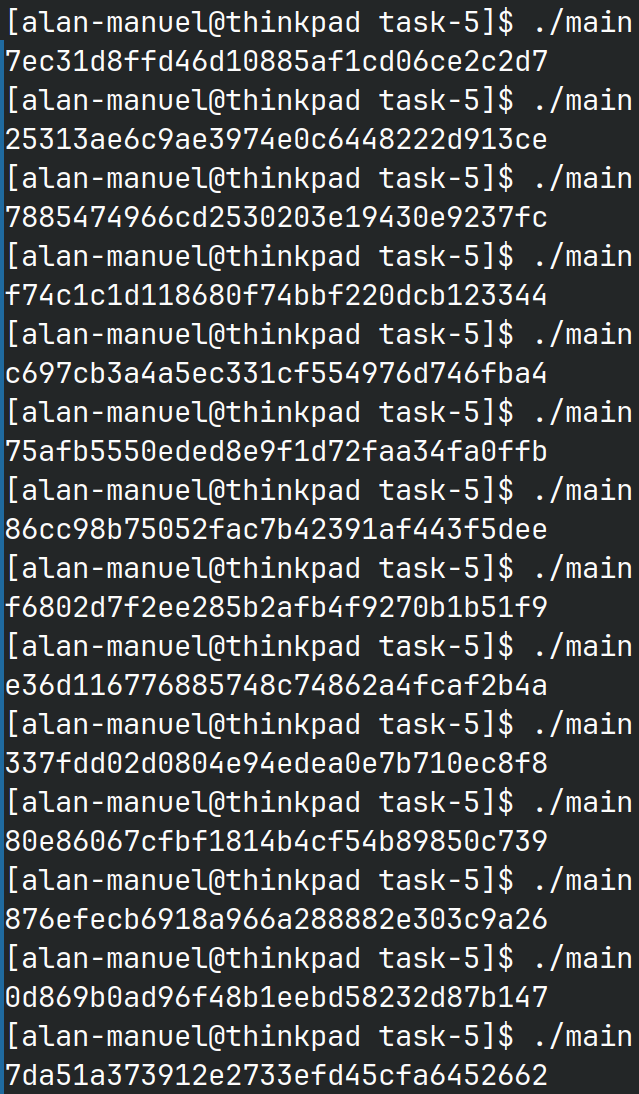 [alan-manuel@thinkpad task-5]$ ./main
7ec31d8ffd46d10885af1cd06ce2c2d7
[alan-manuel@thinkpad task-5]$ ./main
25313ae6c9ae3974e0c6448222d913ce
[alan-manuel@thinkpad task-5]$ ./main
7885474966cd2530203e19430e9237fc
[alan-manuel@thinkpad task-5]$ ./main
f74c1c1d118680f74bbf220dcb123344
[alan-manuel@thinkpad task-5]$ ./main
c697cb3a4a5ec331cf554976d746fba4
[alan-manuel@thinkpad task-5]$ ./main
75afb5550eded8e9f1d72faa34fa0ffb
[alan-manuel@thinkpad task-5]$ ./main
86cc98b75052fac7b42391af443f5dee
[alan-manuel@thinkpad task-5]$ ./main
f6802d7f2ee285b2afb4f9270b1b51f9
[alan-manuel@thinkpad task-5]$ ./main
e36d116776885748c74862a4fcaf2b4a
[alan-manuel@thinkpad task-5]$ ./main
337fdd02d0804e94edea0e7b710ec8f8
[alan-manuel@thinkpad task-5]$ ./main
80e86067cfbf1814b4cf54b89850c739
[alan-manuel@thinkpad task-5]$ ./main
876efecb6918a966a288882e303c9a26
[alan-manuel@thinkpad task-5]$ ./main
0d869b0ad96f48b1eebd58232d87b147
[alan-manuel@thinkpad task-5]$ ./main
7da51a373912e2733efd45cfa6452662